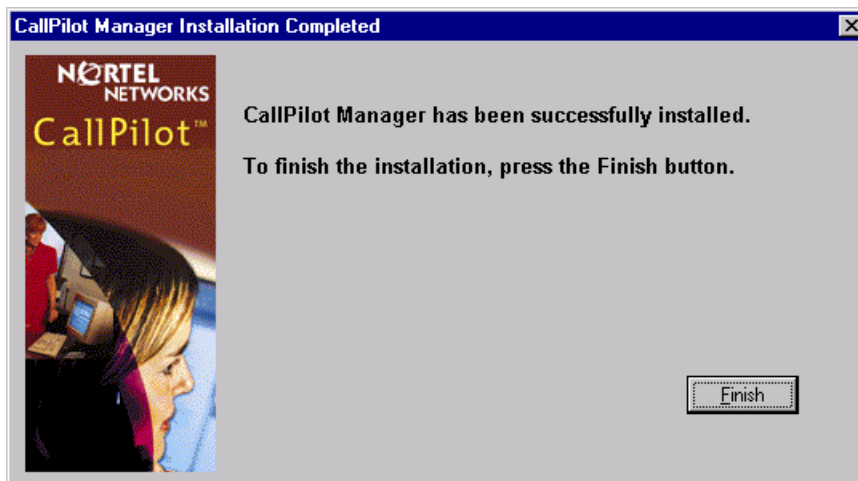 CallPilot Manager Installation Completed
NORTEL
NETWORKS
CallPilot™
CallPilot Manager has been successfully installed.
To finish the installation, press the Finish button.
Finish